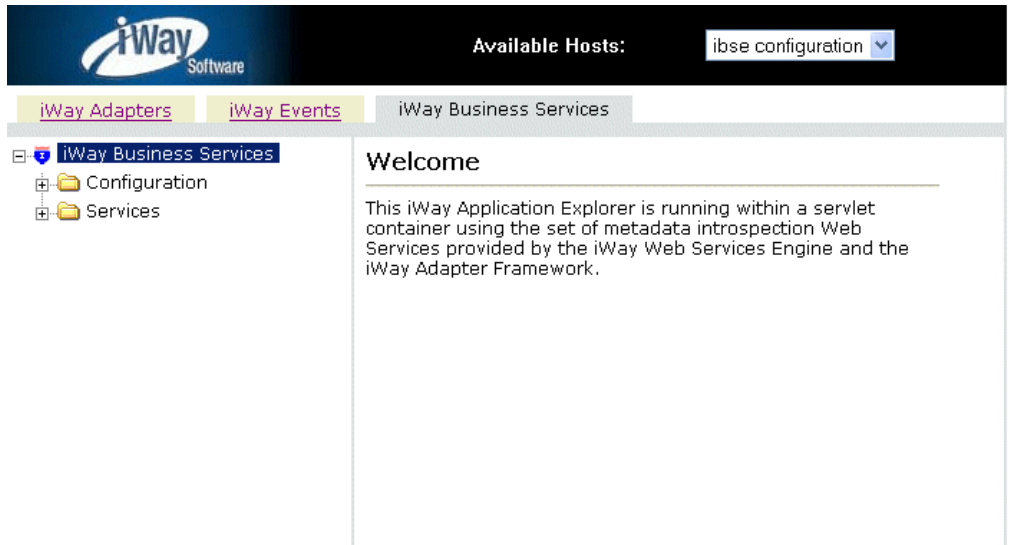 iWay
Software
Available Hosts:
ibse configuration
iWay Adapters
iWay Events
iWay Business Services
iWay Business Services
Configuration
Services
Welcome
This iWay Application Explorer is running within a servlet
container using the set of metadata introspection Web
Services provided by the iWay Web Services Engine and the
iWay Adapter Framework.